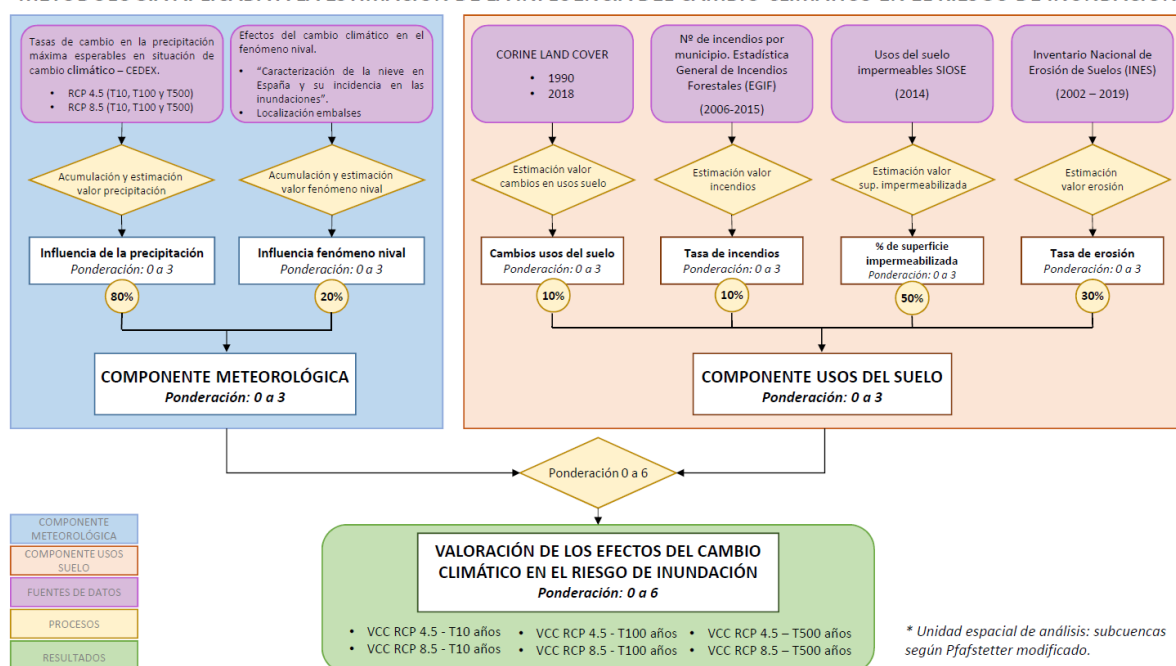 Tasas de cambio en la precipitación
máxima esperables en situación de
cambio climático – CEDEX.
• RCP 4.5 (T10, T100 y T500)
• RCP 8.5 (T10, T100 y T500)
Efectos del cambio climático en el
fenómeno nival.
• “Caracterización de la nieve en
España y su incidencia en las
inundaciones”.
• Localización embalses
CORINE LAND COVER
• 1990
• 2018
Nº de incendios por
municipio. Estadística
General de Incendios
Forestales (EGIF)
(2006-2015)
Usos del suelo
impermeables SIOSE
(2014)
Inventario Nacional de
Erosión de Suelos (INES)
(2002 – 2019)
Acumulación y estimación
valor precipitación
Acumulación y estimación
valor fenómeno nival
Estimación valor
cambios en usos suelo
Estimación valor
incendios
Estimación valor
sup. impermeabilizada
Estimación
valor erosión
Influencia de la precipitación
Ponderación: 0 a 3
Influencia fenómeno nival
Ponderación: 0 a 3
Cambios usos del suelo
Ponderación: 0 a 3
Tasa de incendios
Ponderación: 0 a 3
% de superficie
impermeabilizada
Ponderación: 0 a 3
Tasa de erosión
Ponderación: 0 a 3
80%
20%
10%
10%
50%
30%
COMPONENTE METEOROLÓGICA
Ponderación: 0 a 3
COMPONENTE USOS DEL SUELO
Ponderación: 0 a 3
Ponderación 0 a 6
COMPONENTE
METEOROLÓGICA
COMPONENTE USOS
SUELO
FUENTES DE DATOS
PROCESOS
RESULTADOS
VALORACIÓN DE LOS EFECTOS DEL CAMBIO
CLIMÁTICO EN EL RIESGO DE INUNDACIÓN
Ponderación: 0 a 6
• VCC RCP 4.5 - T10 años • VCC RCP 4.5 - T100 años • VCC RCP 4.5 – T500 años
• VCC RCP 8.5 - T10 años • VCC RCP 8.5 - T100 años • VCC RCP 8.5 – T500 años
* Unidad espacial de análisis: subcuencas
según Pfafstetter modificado.